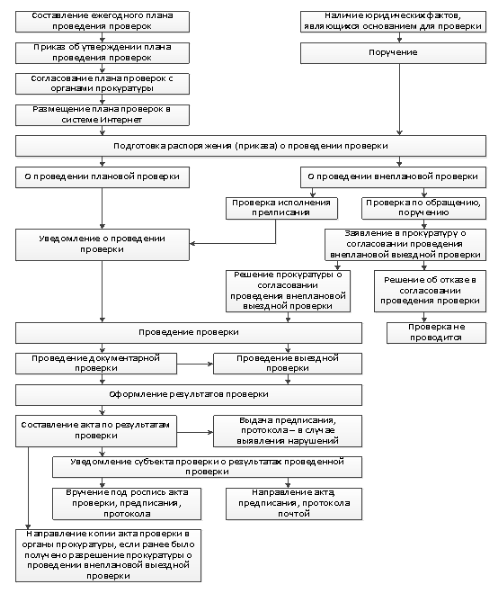 Составление ежегодного плана
проведения проверок
Наличие юридических фактов,
являющихся основанием для проверки
Приказ об утверждении плана
проведения проверок
Поручение
Согласование плана проверок с
органами прокуратуры
Размещение плана проверок в
системе Интернет
Подготовка распоряжения (приказа) о проведении проверки
О проведении плановой проверки
О проведении внеплановой проверки
Проверка исполнения
преплисания
Проверка по обращению,
поручению
Уведомление о проведении
проверки
Заявление в прокуратуру о
согласовании проведения
внеплановой выездной проверки
Решение прокуратуры о
согласовании
проведения внеплановой
выездной проверки
Решение об отказе в
согласовании
проведения проверки
Проверка не
проводится
Проведение проверки
Проведение документарной
проверки
Проведение выездной
проверки
Оформление результатов проверки
Составление акта по результатам
проверки
Выдача предписания,
протокола – в случае
выявления нарушений
Уведомление субъекта проверки о результатах проведенной
проверки
Вручение под роспись акта
проверки, предписания,
протокола
Направление акта,
предписания, протокола
почтой
Направление копии акта проверки в
органы прокуратуры, если ранее было
получено разрешение прокуратуры о
проведении внеплановой выездной
проверки